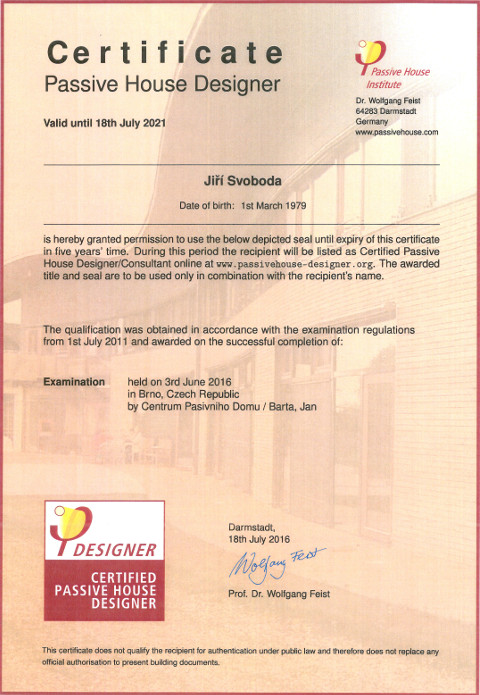 Certificate
Passive House Designer
Passive House
Institute
Dr. Wolfgang Feist
64283 Darmstadt
Germany
www.passivehouse.com
Valid until 18th July 2021
Jiří Svoboda
Date of birth: 1st March 1979
is hereby granted permission to use the below depicted seal until expiry of this certificate
in five years' time. During this period the recipient will be listed as Certified Passive
House Designer/Consultant online at www.passivehouse-designer.org. The awarded
title and seal are to be used only in combination with the recipient's name.
The qualification was obtained in accordance with the examination regulations
from 1st July 2011 and awarded on the successful completion of:
Examination held on 3rd June 2016
in Brno, Czech Republic
by Centrum Pasivniho Domu / Barta, Jan
DESIGNER
CERTIFIED
PASSIVE HOUSE
DESIGNER
Darmstadt,
18th July 2016
Wolfgang Feist
Prof. Dr. Wolfgang Feist
This certificate does not qualify the recipient for authentication under public law and therefore does not replace any
official authorisation to present building documents.